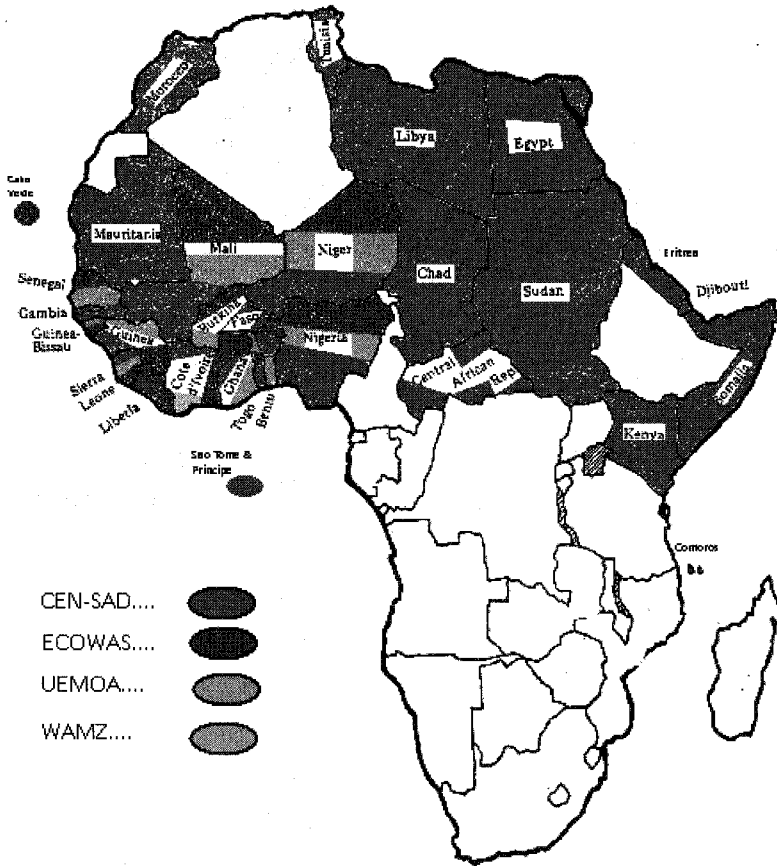 Tunisia
Morocco
Libya
Egypt
Cabo
Verde
Mauritania
Mali
Niger
Chad
Sudan
Eritrea
Djibouti
Senegal
Gambia
Guinea-
Bissau
Guinea
Burkina
Faso
Nigeria
Sierra
Leone
Liberia
Cote
d'Ivoire
Ghana
Togo
Benin
Central
African
Rep
Somalia
Kenya
Sao Tome &
Principe
Comoros
CEN-SAD....
ECOWAS....
UEMOA....
WAMZ....